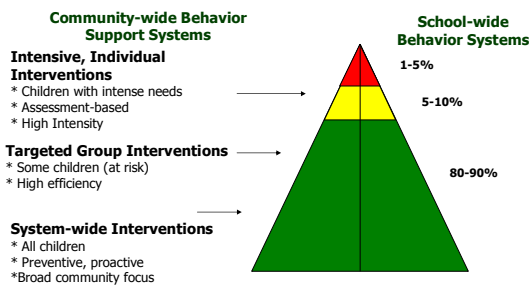 Community-wide Behavior
Support Systems
School-wide
Behavior Systems
Intensive, Individual
Interventions
* Children with intense needs
* Assessment-based
* High Intensity
1-5%
5-10%
Targeted Group Interventions
* Some children (at risk)
* High efficiency
80-90%
System-wide Interventions
* All children
* Preventive, proactive
*Broad community focus